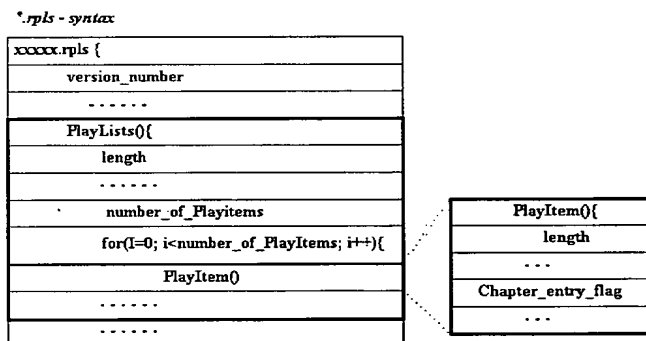 *.rpls - syntax
xxxxx.rpls {
version_number
- - - - - -
PlayLists(){
length
- - - - - -
number_of_Playitems
for(I=0; i<number_of_PlayItems; i++){
PlayItem()
- - - - - -
- - - - - -
PlayItem(){
length
- - -
Chapter_entry_flag
- - -